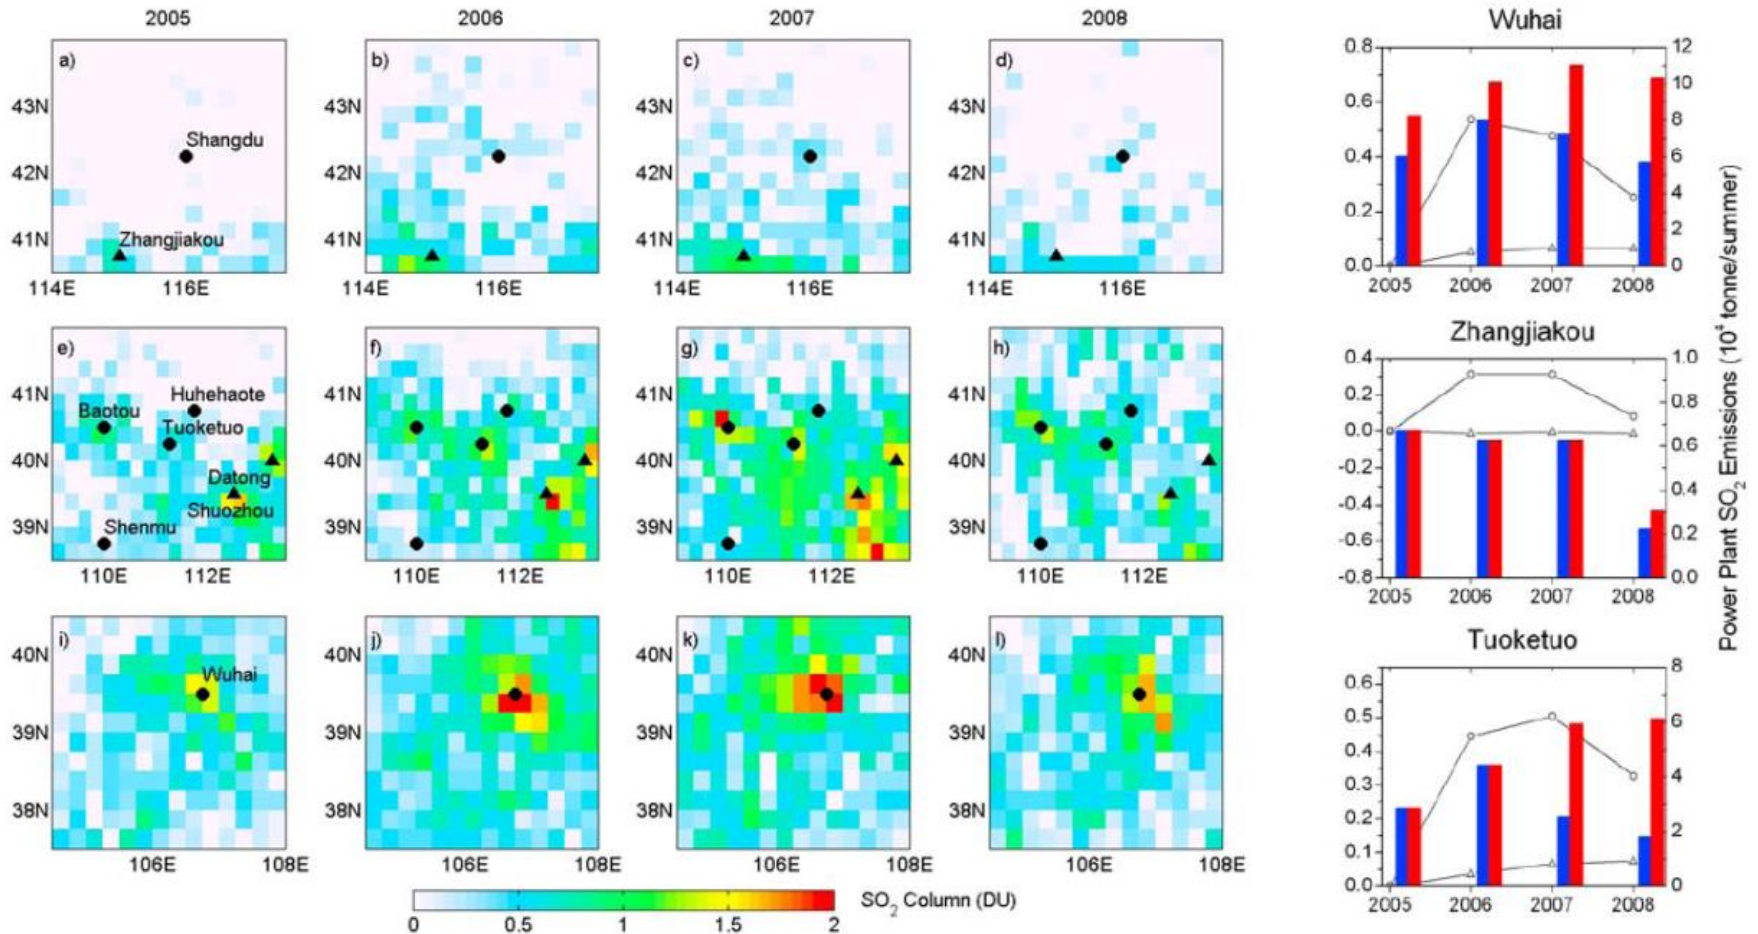 2005 2006 2007 2008
a) b) c) d)
43N 43N 43N 43N
Shangdu
42N 42N 42N 42N
Zhangjiakou
41N 41N 41N 41N
114E 116E 114E 116E 114E 116E 114E 116E
e) f) g) h)
41N 41N 41N 41N
Huhehaote
Baotou
Tuoketuo
40N 40N 40N 40N
Datong
Shuozhou
39N 39N 39N 39N
Shenmu
110E 112E 110E 112E 110E 112E 110E 112E
i) j) k) l)
40N 40N 40N 40N
Wuhai
39N 39N 39N 39N
38N 38N 38N 38N
106E 108E 106E 108E 106E 108E 106E 108E
SO2 Column (DU)
0 0.5 1 1.5 2
Wuhai
0.8 12
10
0.6 8
0.4 6
4
0.2 2
0.0 0
2005 2006 2007 2008
Zhangjiakou
0.4 1.0
0.2 0.8
0.0 0.6
-0.2
-0.4 0.4
-0.6 0.2
-0.8 0.0
2005 2006 2007 2008
Tuoketuo
8
0.6
0.5 6
0.4 4
0.3
0.2 2
0.1
0.0 0
2005 2006 2007 2008
Power Plant SO2 Emissions (10^4 tonne/summer)